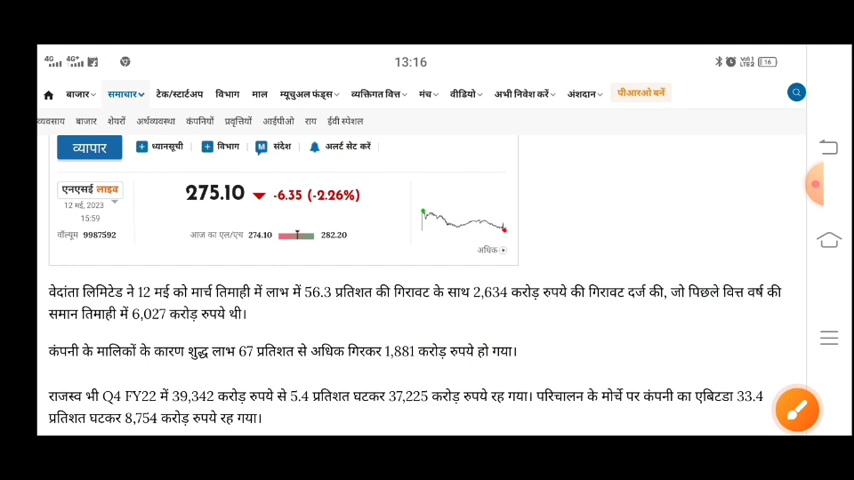 4G 4G+ 13:16 16
बाजार समाचार टेक/स्टार्टअप विभाग माल म्यूचुअल फंड्स व्यक्तिगत वित्त मंच वीडियो अभी निवेश करें अंशदान पीआरओ बनें
व्यवसाय बाजार शेयरों अर्थव्यवस्था कंपनियों प्रवृत्तियों आईपीओ राय ईवी स्पेशल
व्यापार ध्यानसूची विभाग संदेश अलर्ट सेट करें
एनएसई लाइव 275.10 -6.35 (-2.26%)
12 मई, 2023
15:59
वॉल्यूम 9987592 आज का एल/एच 274.10 282.20
अधिक
वेदांता लिमिटेड ने 12 मई को मार्च तिमाही में लाभ में 56.3 प्रतिशत की गिरावट के साथ 2,634 करोड़ रुपये की गिरावट दर्ज की, जो पिछले वित्त वर्ष की
समान तिमाही में 6,027 करोड़ रुपये थी।
कंपनी के मालिकों के कारण शुद्ध लाभ 67 प्रतिशत से अधिक गिरकर 1,881 करोड़ रुपये हो गया।
राजस्व भी Q4 FY22 में 39,342 करोड़ रुपये से 5.4 प्रतिशत घटकर 37,225 करोड़ रुपये रह गया। परिचालन के मोर्चे पर कंपनी का एबिटडा 33.4
प्रतिशत घटकर 8,754 करोड़ रुपये रह गया।